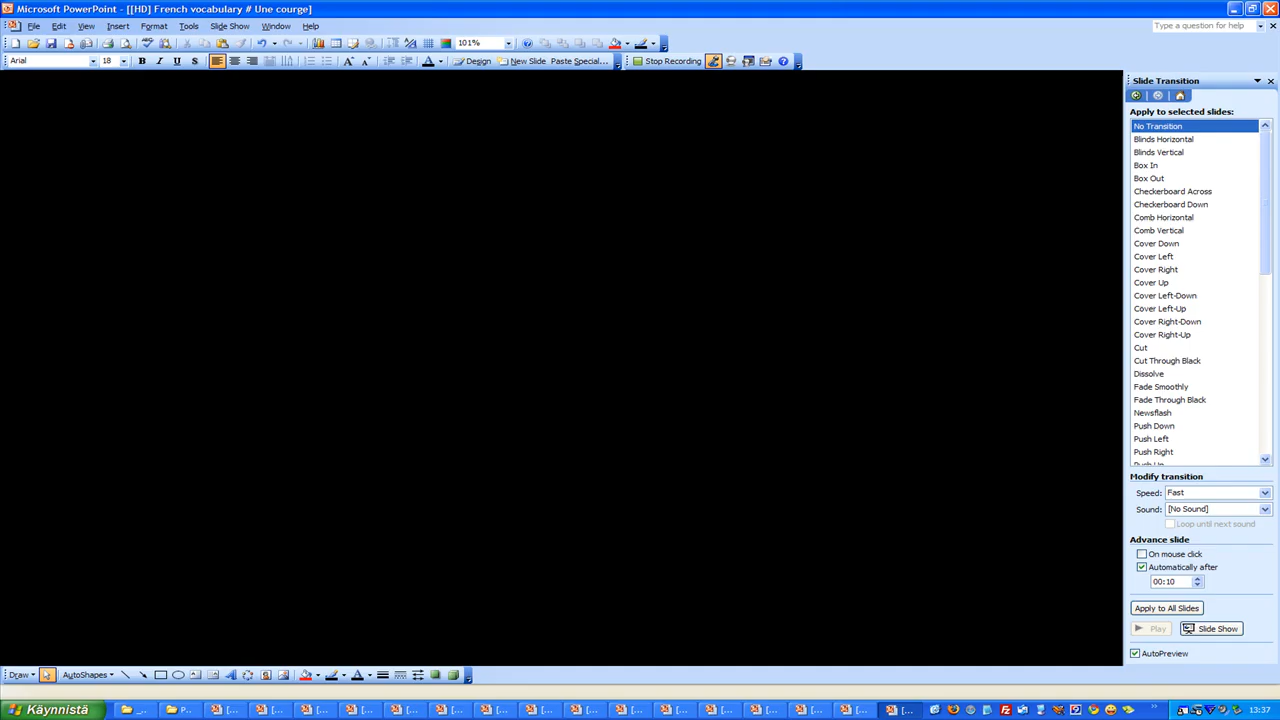 Microsoft PowerPoint - [[HD] French vocabulary # Une courge]
File Edit View Insert Format Tools Slide Show Window Help
Type a question for help
101%
Arial 18 B I U S Design New Slide Paste Special... Stop Recording
Slide Transition
Apply to selected slides:
No Transition
Blinds Horizontal
Blinds Vertical
Box In
Box Out
Checkerboard Across
Checkerboard Down
Comb Horizontal
Comb Vertical
Cover Down
Cover Left
Cover Right
Cover Up
Cover Left-Down
Cover Left-Up
Cover Right-Down
Cover Right-Up
Cut
Cut Through Black
Dissolve
Fade Smoothly
Fade Through Black
Newsflash
Push Down
Push Left
Push Right
Push Up
Modify transition
Speed: Fast
Sound: [No Sound]
Loop until next sound
Advance slide
On mouse click
Automatically after
00:10
Apply to All Slides
Play Slide Show
AutoPreview
Draw AutoShapes
Käynnistä _... P... [... [... [... [... [... [... [... [... [... [... [... [... [... [... [... [... 13:37